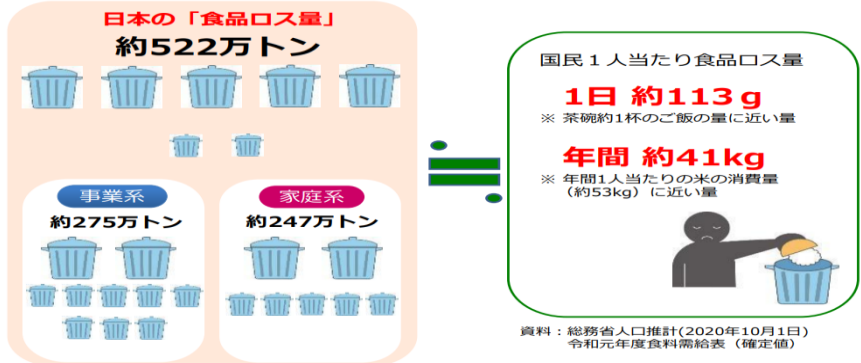 日本の「食品ロス量」
約522万トン
事業系
約275万トン
家庭系
約247万トン
国民1人当たり食品ロス量
1日 約113g
※ 茶碗約1杯のご飯の量に近い量
年間 約41kg
※ 年間1人当たりの米の消費量
（約53kg）に近い量
資料：総務省人口推計(2020年10月1日)
令和元年度食料需給表（確定値）